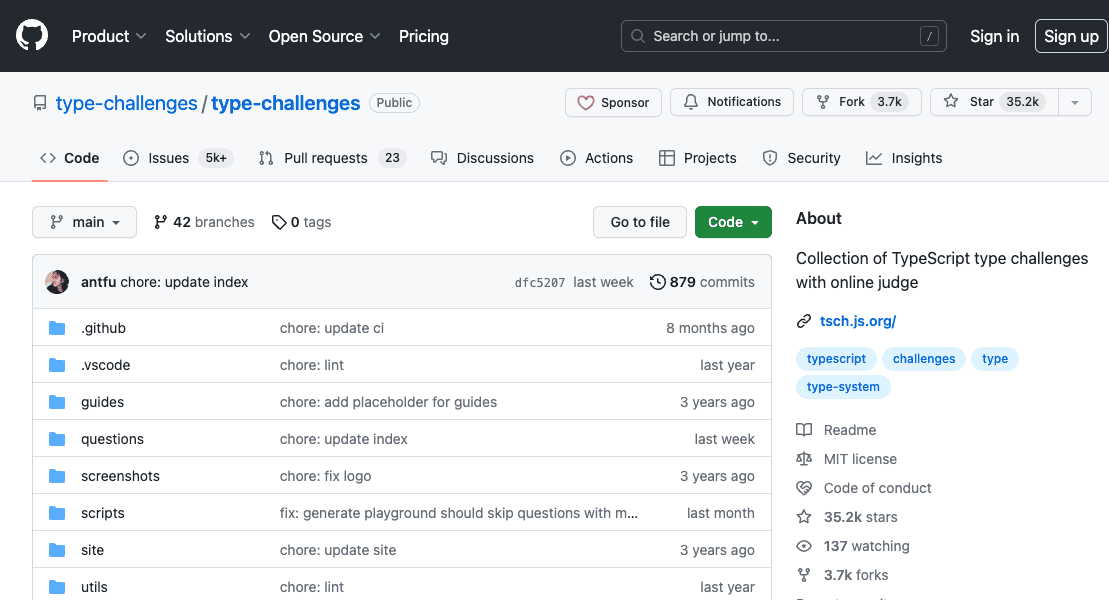 Product Solutions Open Source Pricing Search or jump to... / Sign in Sign up
type-challenges / type-challenges Public Sponsor Notifications Fork 3.7k Star 35.2k
Code Issues 5k+ Pull requests 23 Discussions Actions Projects Security Insights
main 42 branches 0 tags Go to file Code
antfu chore: update index dfc5207 last week 879 commits
.github chore: update ci 8 months ago
.vscode chore: lint last year
guides chore: add placeholder for guides 3 years ago
questions chore: update index last week
screenshots chore: fix logo 3 years ago
scripts fix: generate playground should skip questions with m... last month
site chore: update site 3 years ago
utils chore: lint last year
About
Collection of TypeScript type challenges
with online judge
tsch.js.org/
typescript challenges type
type-system
Readme
MIT license
Code of conduct
35.2k stars
137 watching
3.7k forks